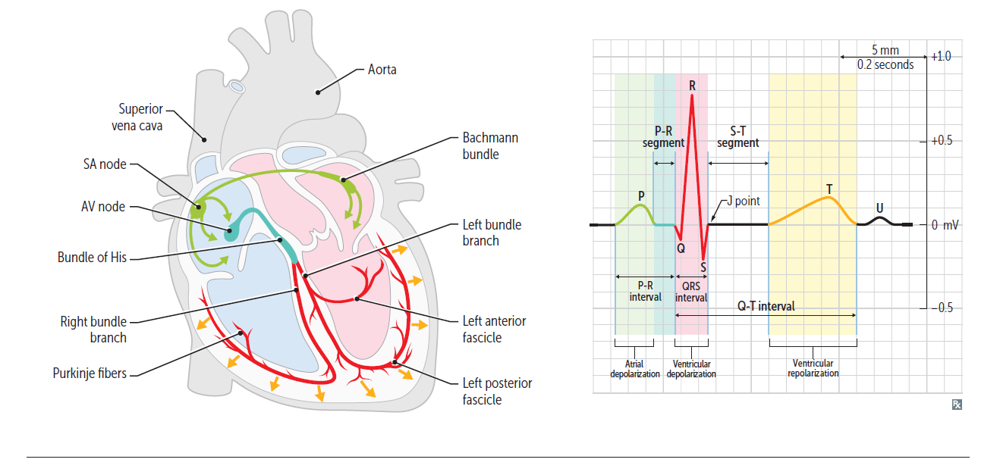 Aorta
Superior
vena cava
SA node
AV node
Bundle of His
Right bundle
branch
Purkinje fibers
Bachmann
bundle
Left bundle
branch
Left anterior
fascicle
Left posterior
fascicle
5 mm
0.2 seconds
+1.0
R
P-R
segment
S-T
segment
+0.5
P
J point
T
U
0 mV
Q
S
P-R
interval
QRS
interval
Q-T interval
–0.5
Atrial
depolarization
Ventricular
depolarization
Ventricular
repolarization
Rx